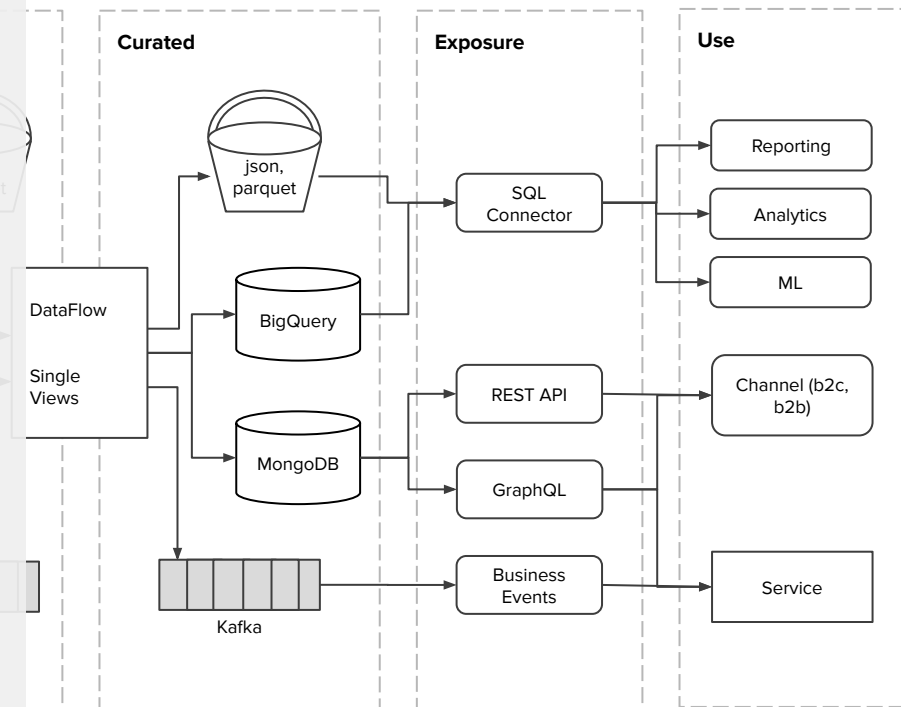 Curated
Exposure
Use
json,
parquet
SQL
Connector
Reporting
Analytics
ML
DataFlow
Single
Views
BigQuery
MongoDB
REST API
GraphQL
Channel (b2c,
b2b)
Kafka
Business
Events
Service